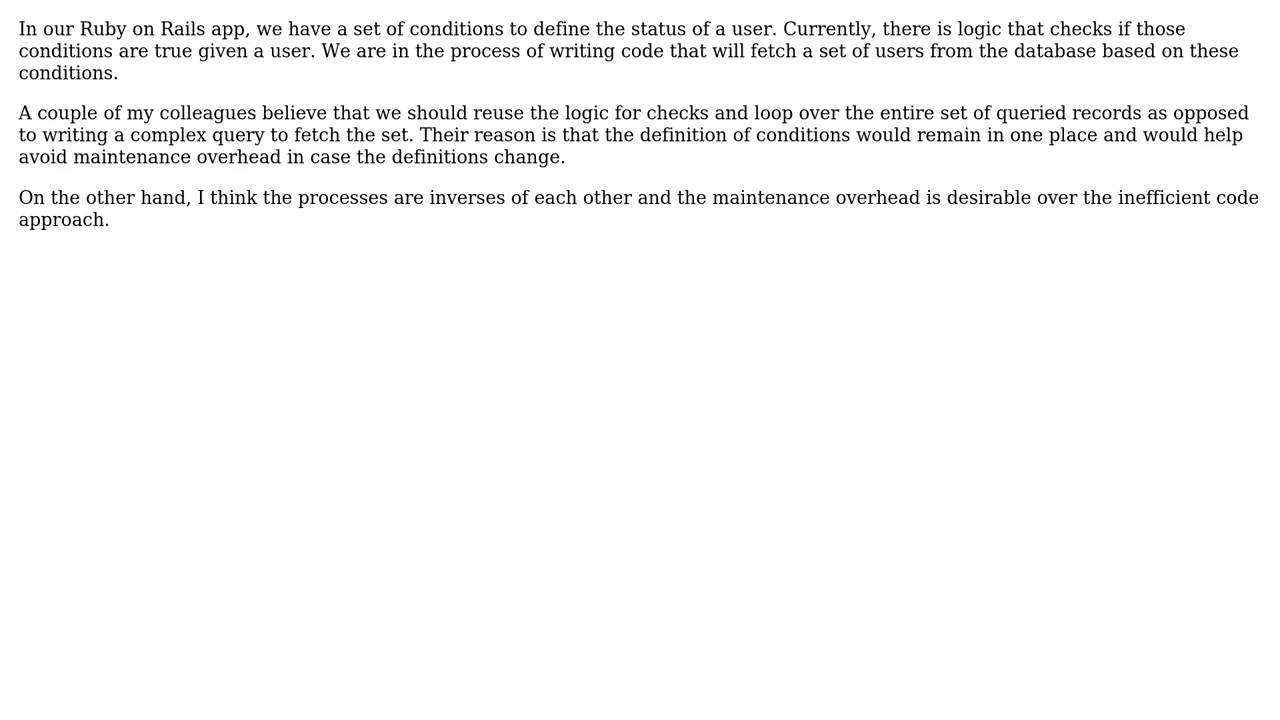 In our Ruby on Rails app, we have a set of conditions to define the status of a user. Currently, there is logic that checks if those
conditions are true given a user. We are in the process of writing code that will fetch a set of users from the database based on these
conditions.
A couple of my colleagues believe that we should reuse the logic for checks and loop over the entire set of queried records as opposed
to writing a complex query to fetch the set. Their reason is that the definition of conditions would remain in one place and would help
avoid maintenance overhead in case the definitions change.
On the other hand, I think the processes are inverses of each other and the maintenance overhead is desirable over the inefficient code
approach.